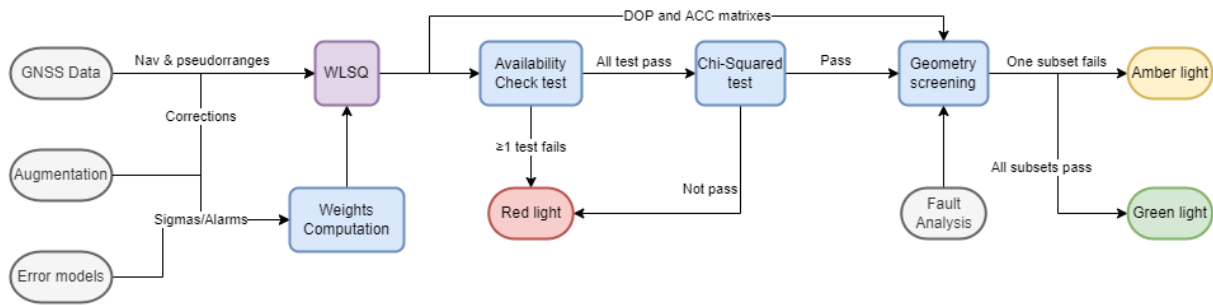 DOP and ACC matrixes
GNSS Data
Nav & pseudorranges
WLSQ
Availability
Check test
All test pass
Chi-Squared
test
Pass
Geometry
screening
One subset fails
Amber light
Corrections
≥1 test fails
Augmentation
All subsets pass
Not pass
Sigmas/Alarms
Weights
Computation
Red light
Fault
Analysis
Green light
Error models